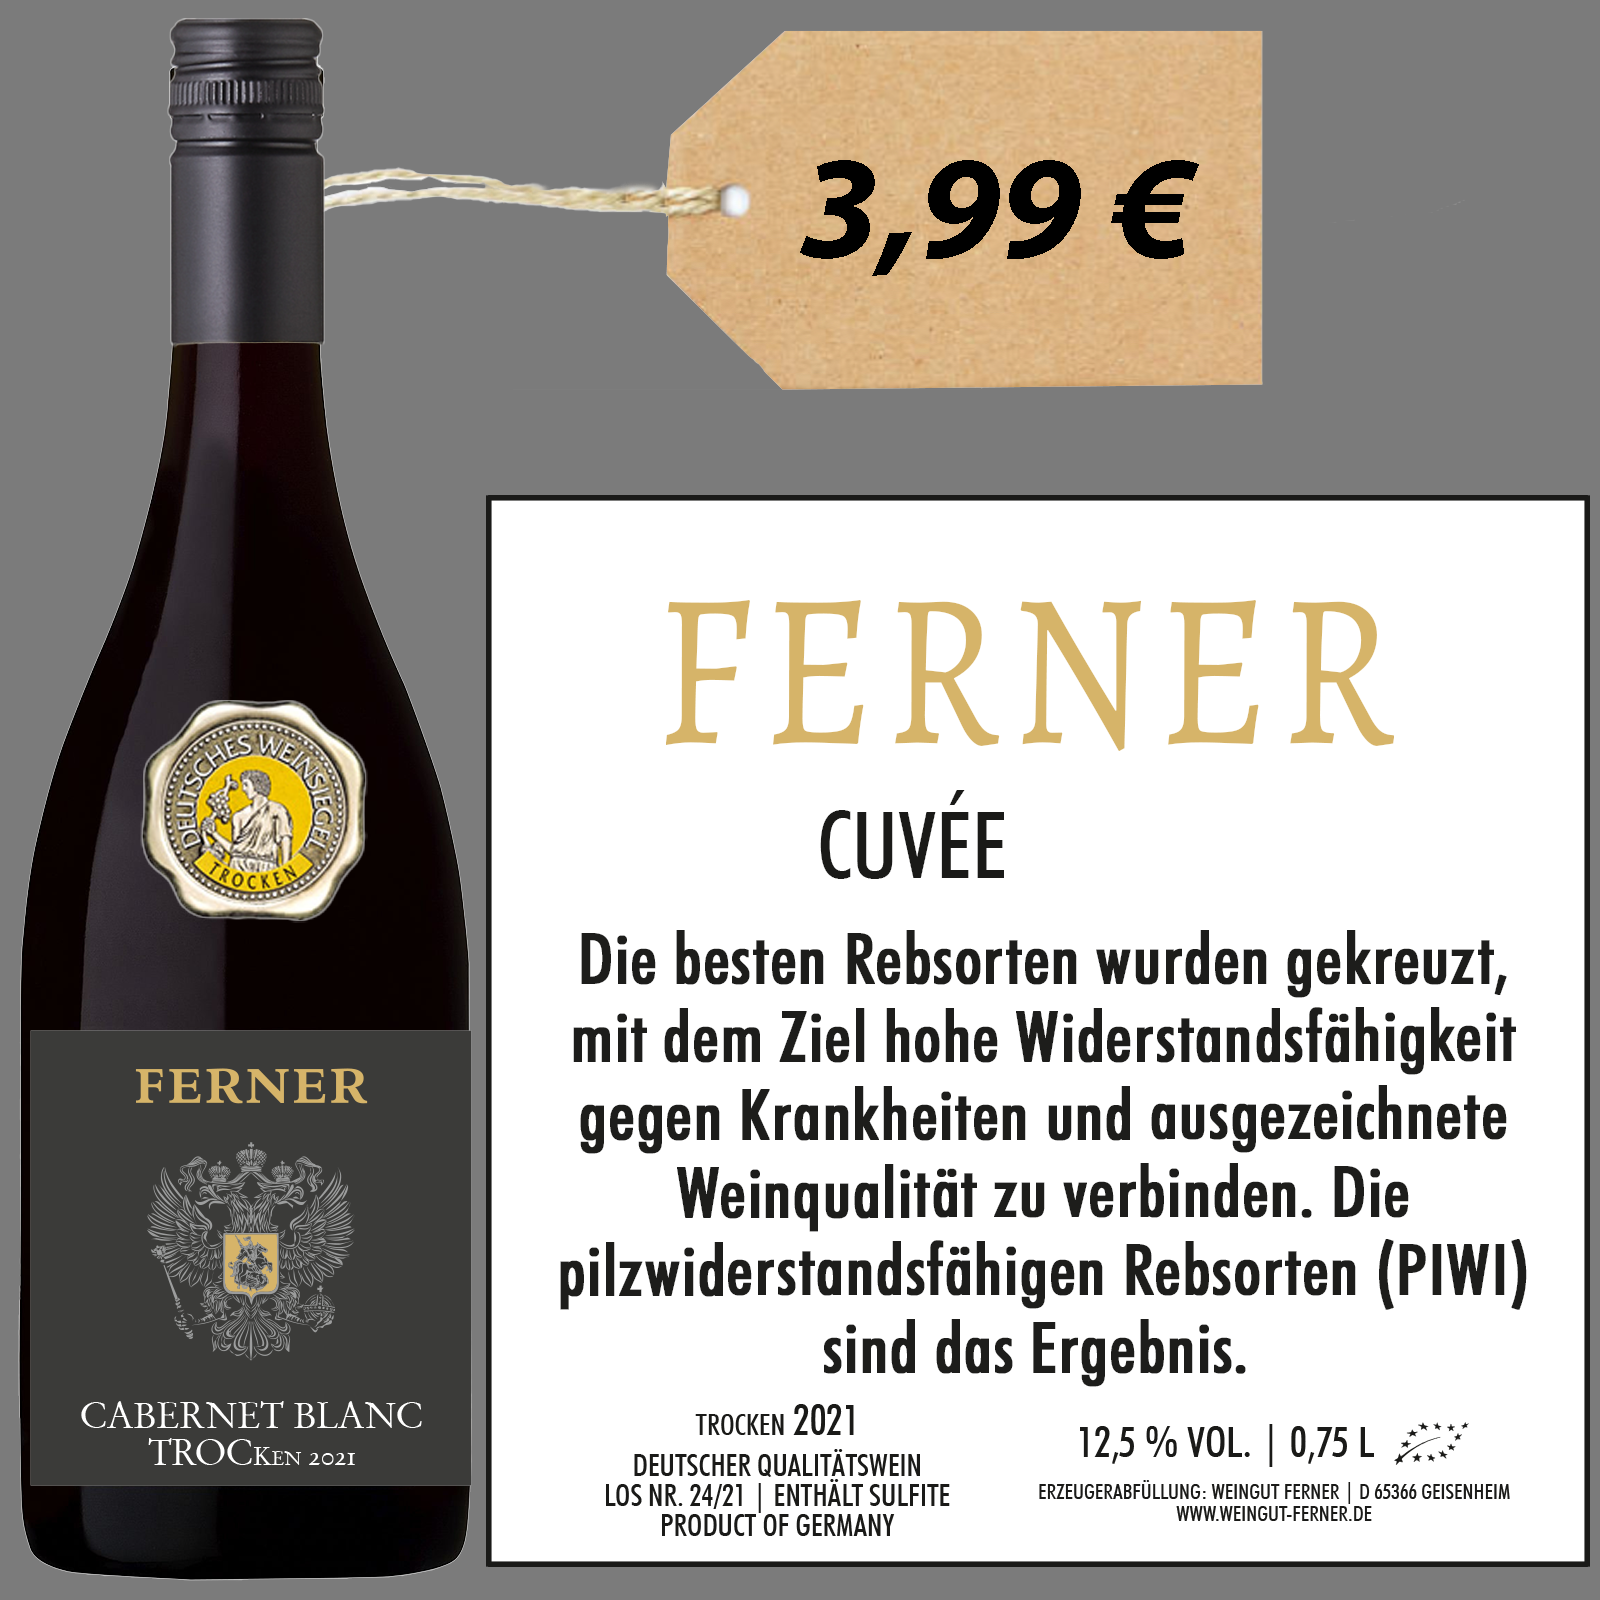 3,99 €
DEUTSCHES WEINSIEGEL
TROCKEN
FERNER
CABERNET BLANC
TROCKEN 2021
FERNER
CUVÉE
Die besten Rebsorten wurden gekreuzt,
mit dem Ziel hohe Widerstandsfähigkeit
gegen Krankheiten und ausgezeichnete
Weinqualität zu verbinden. Die
pilzwiderstandsfähigen Rebsorten (PIWI)
sind das Ergebnis.
TROCKEN 2021
DEUTSCHER QUALITÄTSWEIN
LOS NR. 24/21 | ENTHÄLT SULFITE
PRODUCT OF GERMANY
12,5 % VOL. | 0,75 L
ERZEUGERABFÜLLUNG: WEINGUT FERNER | D 65366 GEISENHEIM
WWW.WEINGUT-FERNER.DE